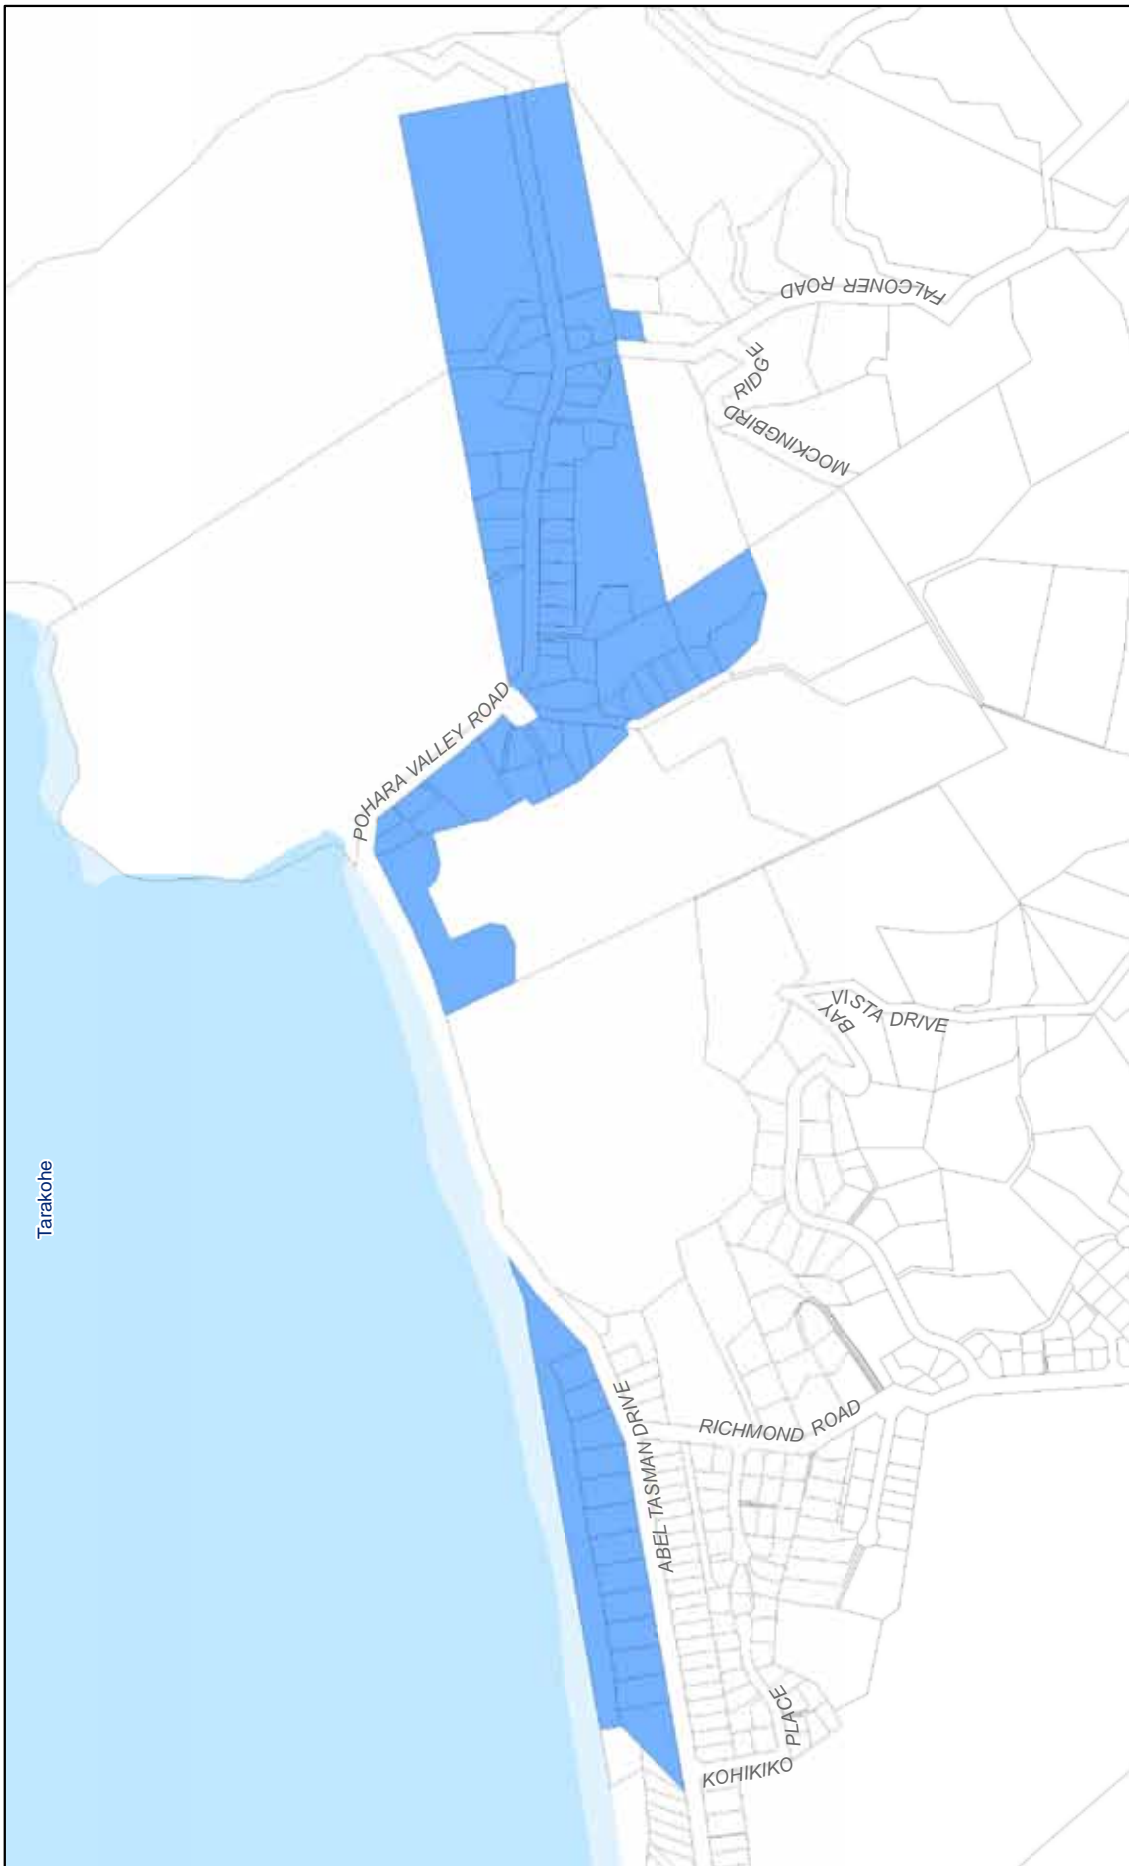 FALCONER ROAD
MOCKINGBIRD RIDGE
POHARA VALLEY ROAD
BAY VISTA DRIVE
Tarakohe
ABEL TASMAN DRIVE
RICHMOND ROAD
KOHIKIKO PLACE